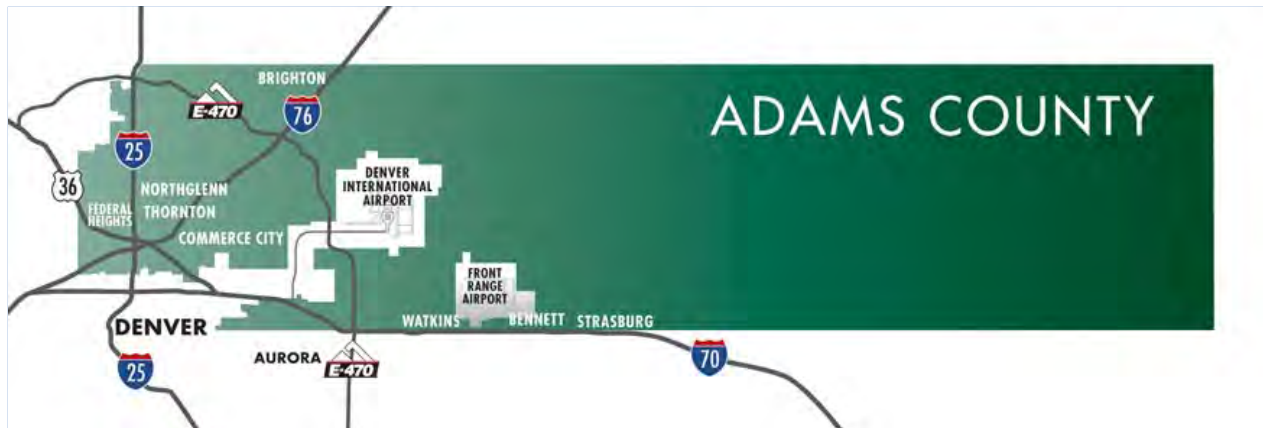 BRIGHTON
ADAMS COUNTY
E-470
76
25
DENVER
INTERNATIONAL
AIRPORT
36
NORTHGLENN
FEDERAL
HEIGHTS
THORNTON
COMMERCE CITY
FRONT
RANGE
AIRPORT
DENVER
WATKINS
BENNETT
STRASBURG
AURORA
E-470
70
25